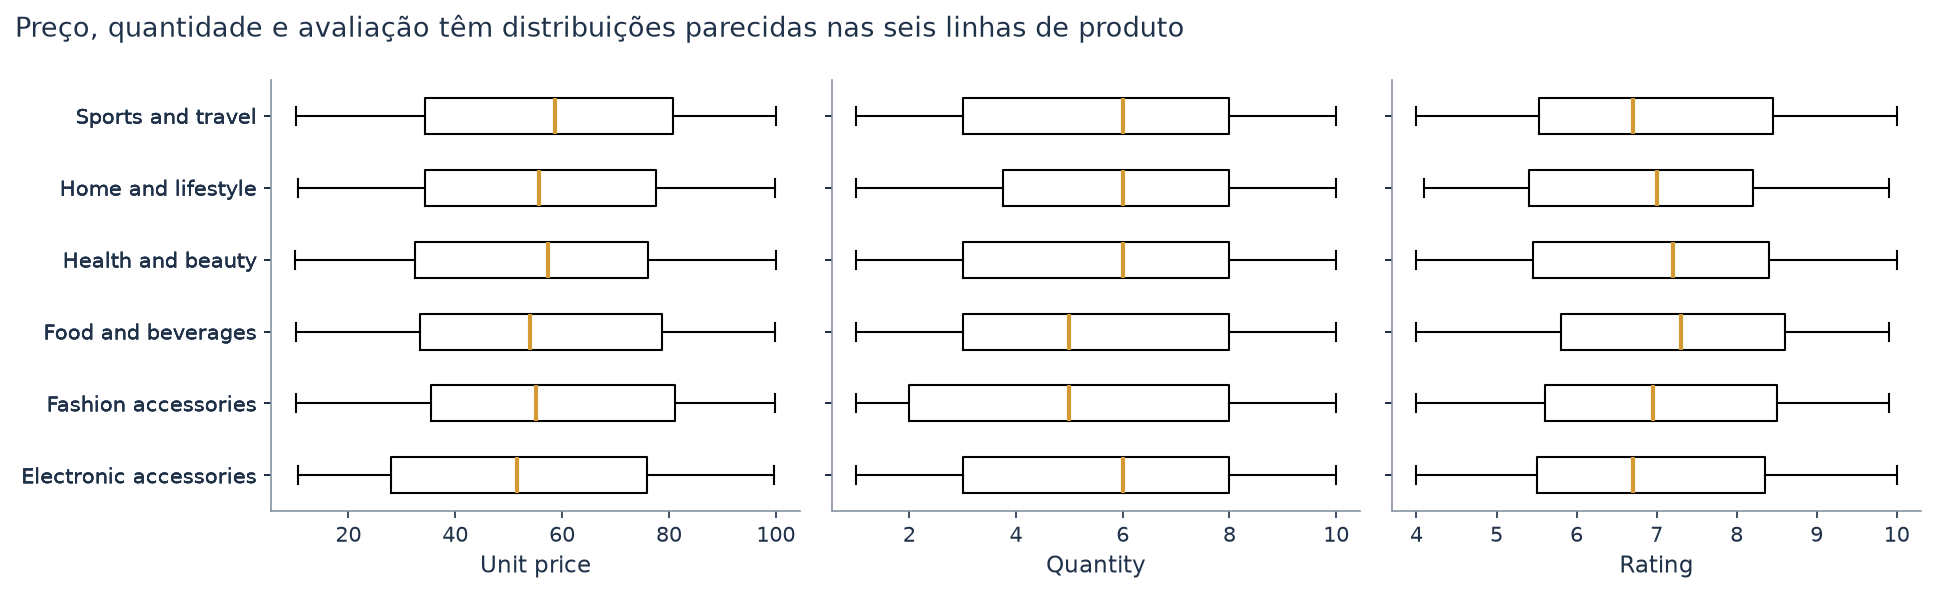 Preço, quantidade e avaliação têm distribuições parecidas nas seis linhas de produto
Sports and travel
Home and lifestyle
Health and beauty
Food and beverages
Fashion accessories
Electronic accessories
20 40 60 80 100
Unit price
2 4 6 8 10
Quantity
4 5 6 7 8 9 10
Rating